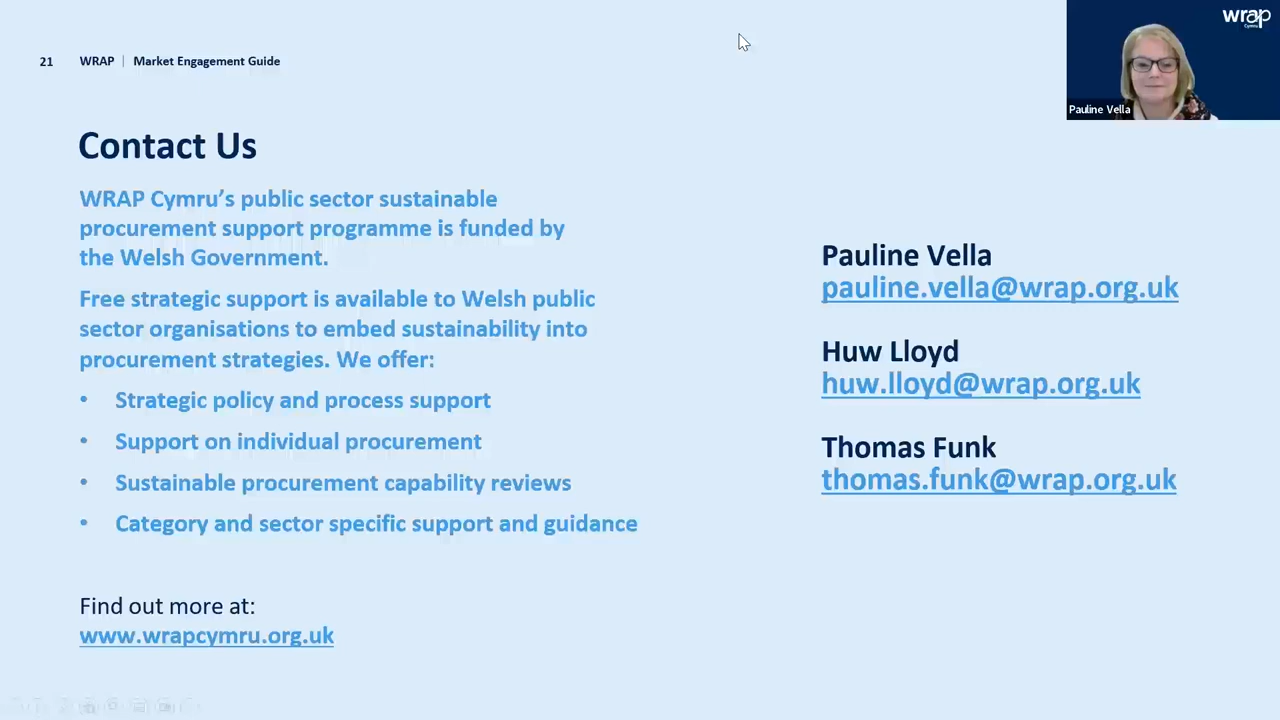 21 WRAP | Market Engagement Guide
wrap
Cymru
Pauline Vella
Contact Us
WRAP Cymru’s public sector sustainable
procurement support programme is funded by
the Welsh Government.
Free strategic support is available to Welsh public
sector organisations to embed sustainability into
procurement strategies. We offer:
• Strategic policy and process support
• Support on individual procurement
• Sustainable procurement capability reviews
• Category and sector specific support and guidance
Find out more at:
www.wrapcymru.org.uk
Pauline Vella
pauline.vella@wrap.org.uk
Huw Lloyd
huw.lloyd@wrap.org.uk
Thomas Funk
thomas.funk@wrap.org.uk